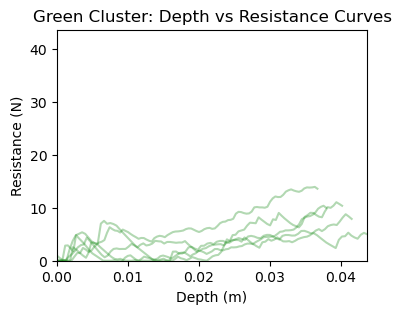 Green Cluster: Depth vs Resistance Curves
Resistance (N)
40
30
20
10
0
0.00 0.01 0.02 0.03 0.04
Depth (m)